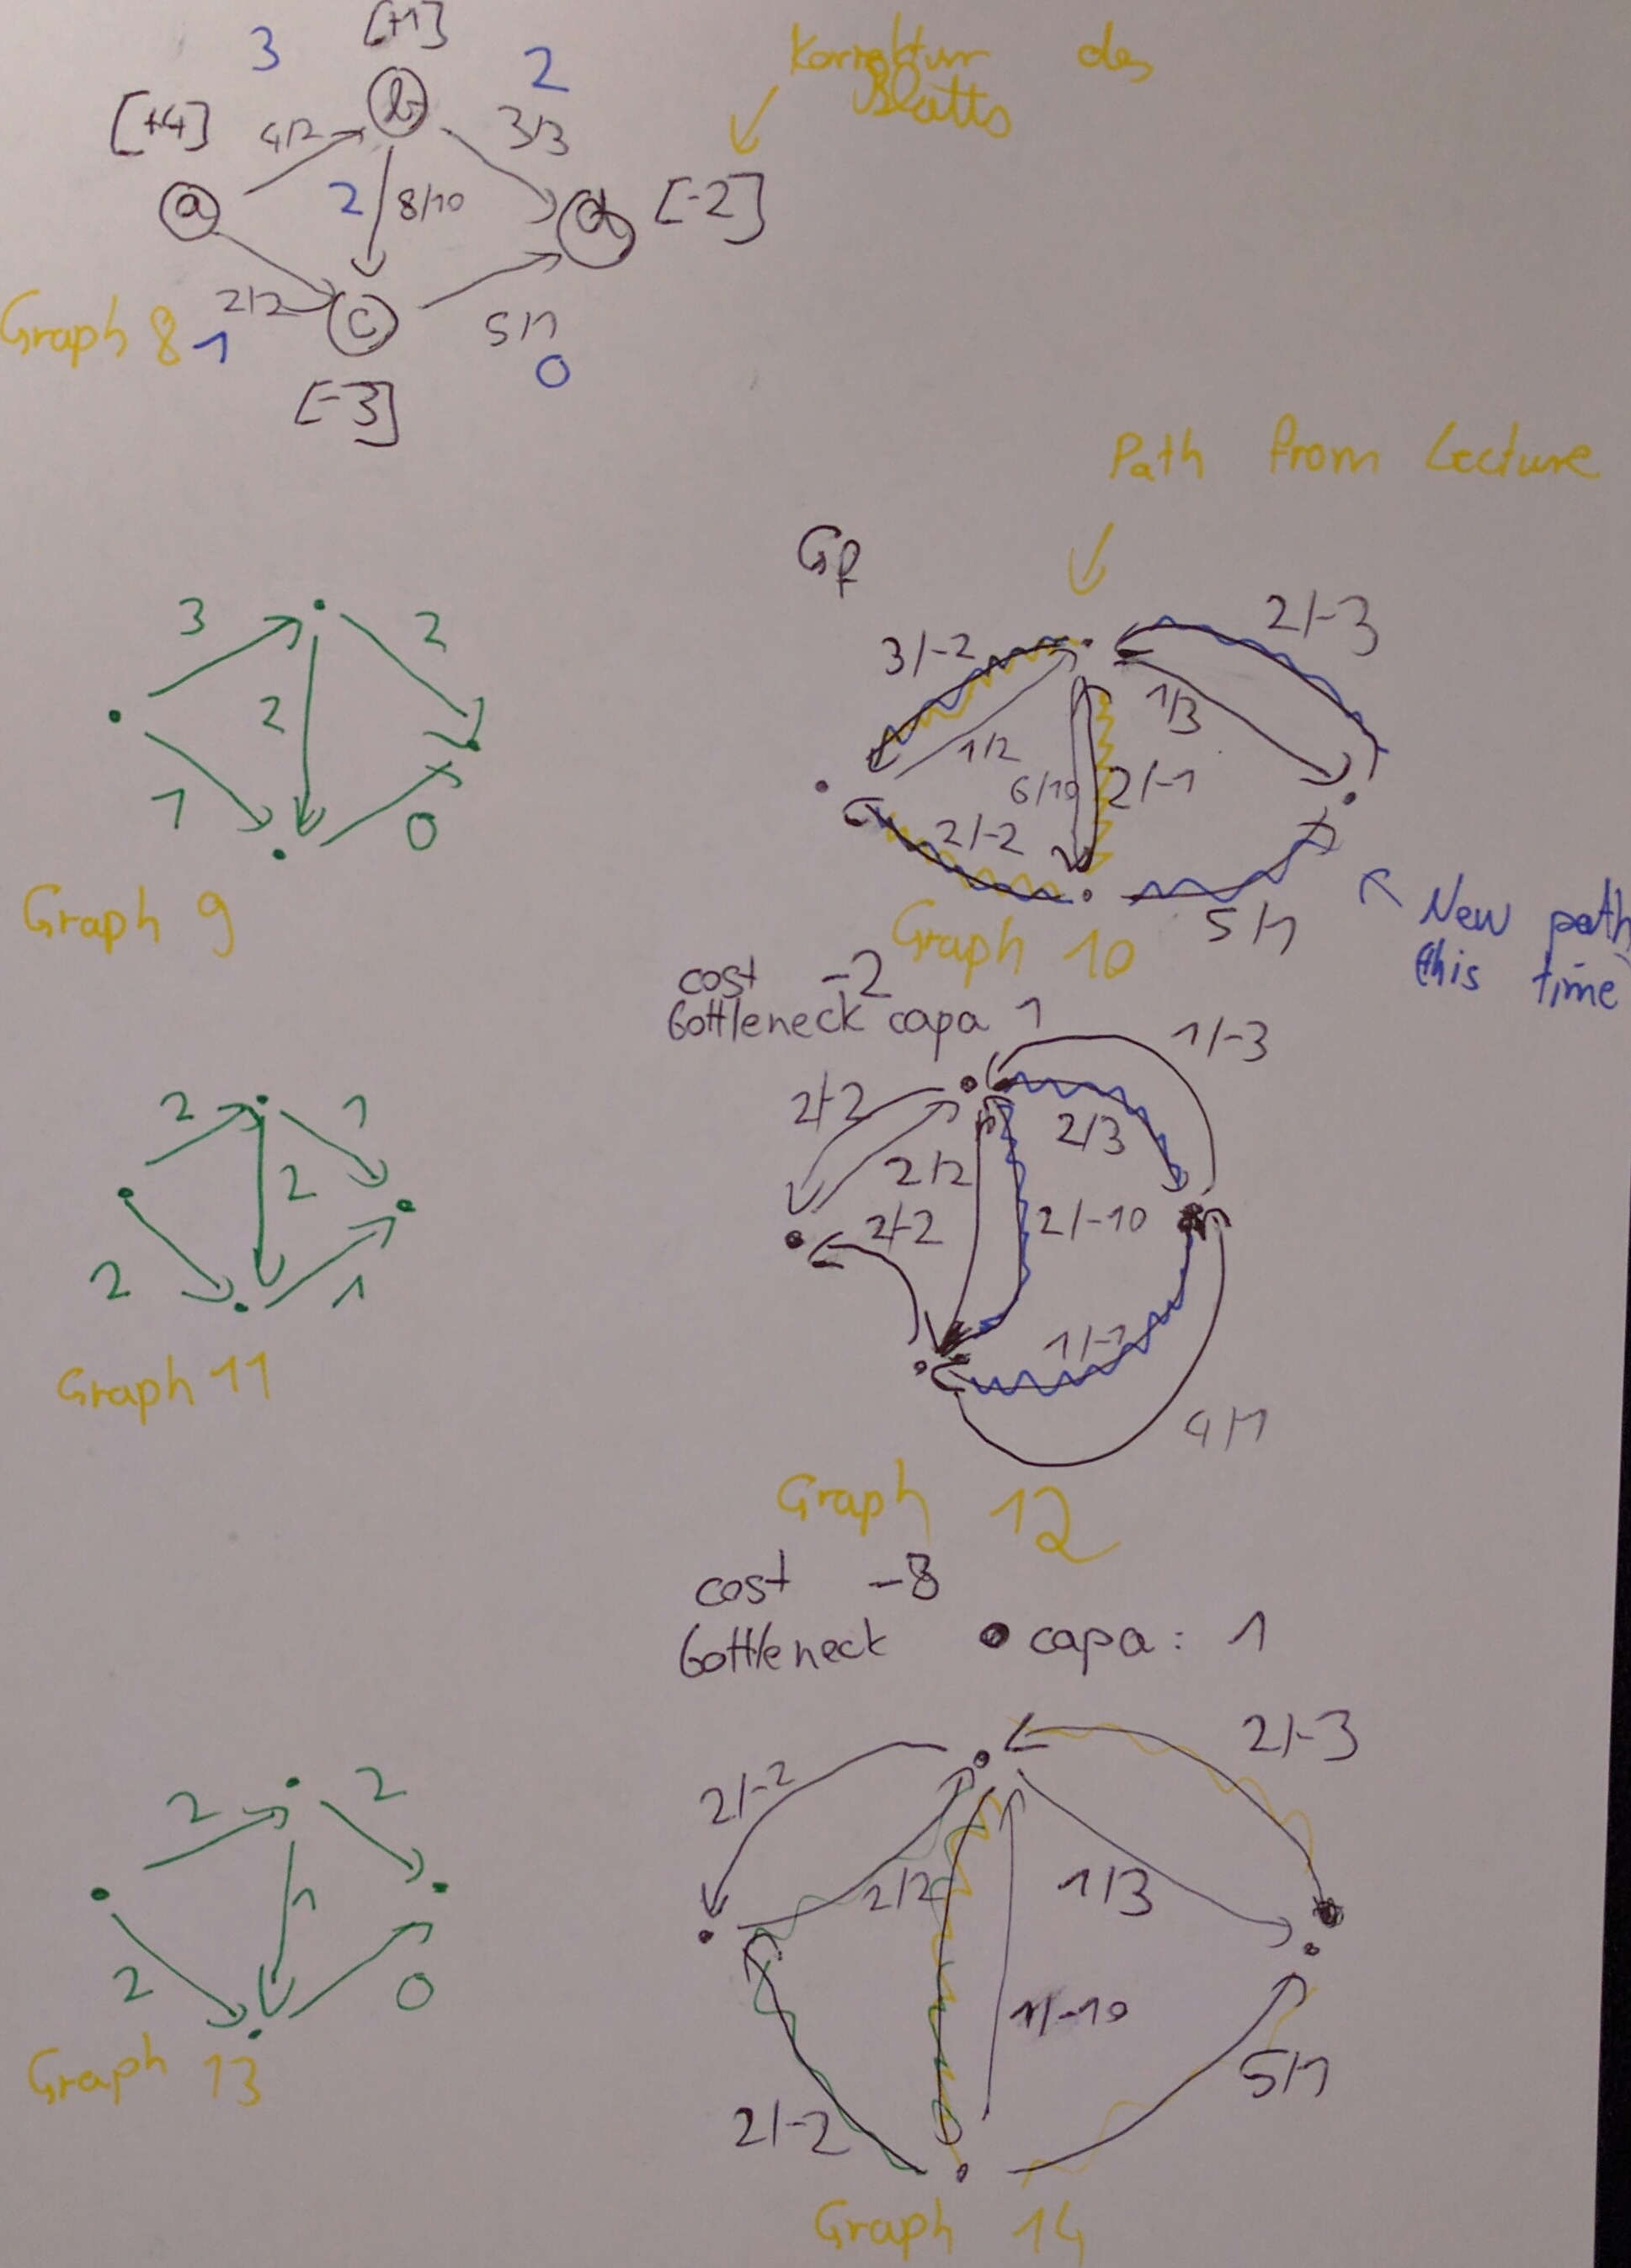 3 [+1] 2
Korrektur des
Blatts
[+4] 4/2 b 3/3
a 2 8/10 d [-2]
2/2 c 5/1
Graph 8 1 0
[-3]
Path from Lecture
Gf
3 2
2
1 0
Graph 9
3/-2 2/-3
1/2 1/3
6/10 2/-1
2/-2
5/1
New path
this time
Graph 10
cost -2
bottleneck capa 1
2 1
2
2 1
Graph 11
2/-2 1/-3
2/3
2/2
2/-2 2/-10
1/-1
4/1
Graph 12
cost -8
bottleneck capa: 1
2 2
1
2 0
Graph 13
2/-2 2/-3
2/2 1/3
1/-10
5/1
2/-2
Graph 14